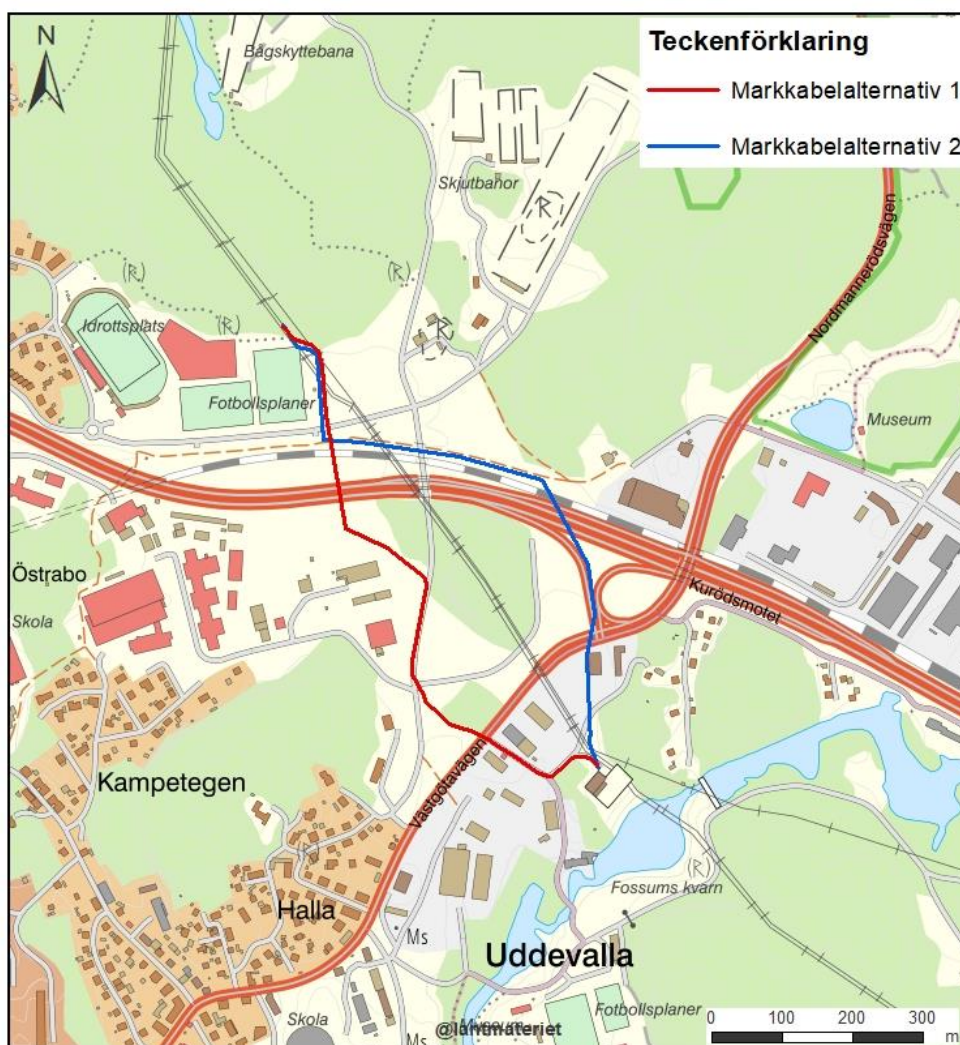 Teckenförklaring
Markkabelalternativ 1
Markkabelalternativ 2
N
Bågskyttebana
Skjutbanor
Nordmannerödsvägen
Idrottsplats
Fotbollsplaner
Museum
Östrabo
Skola
Kurödsmotet
Kampetegen
Västgötavägen
Halla
Fossums kvarn
Ms
Uddevalla
Fotbollsplaner
Skola
Museum
@lantmäteriet
Ms
0 100 200 300
m